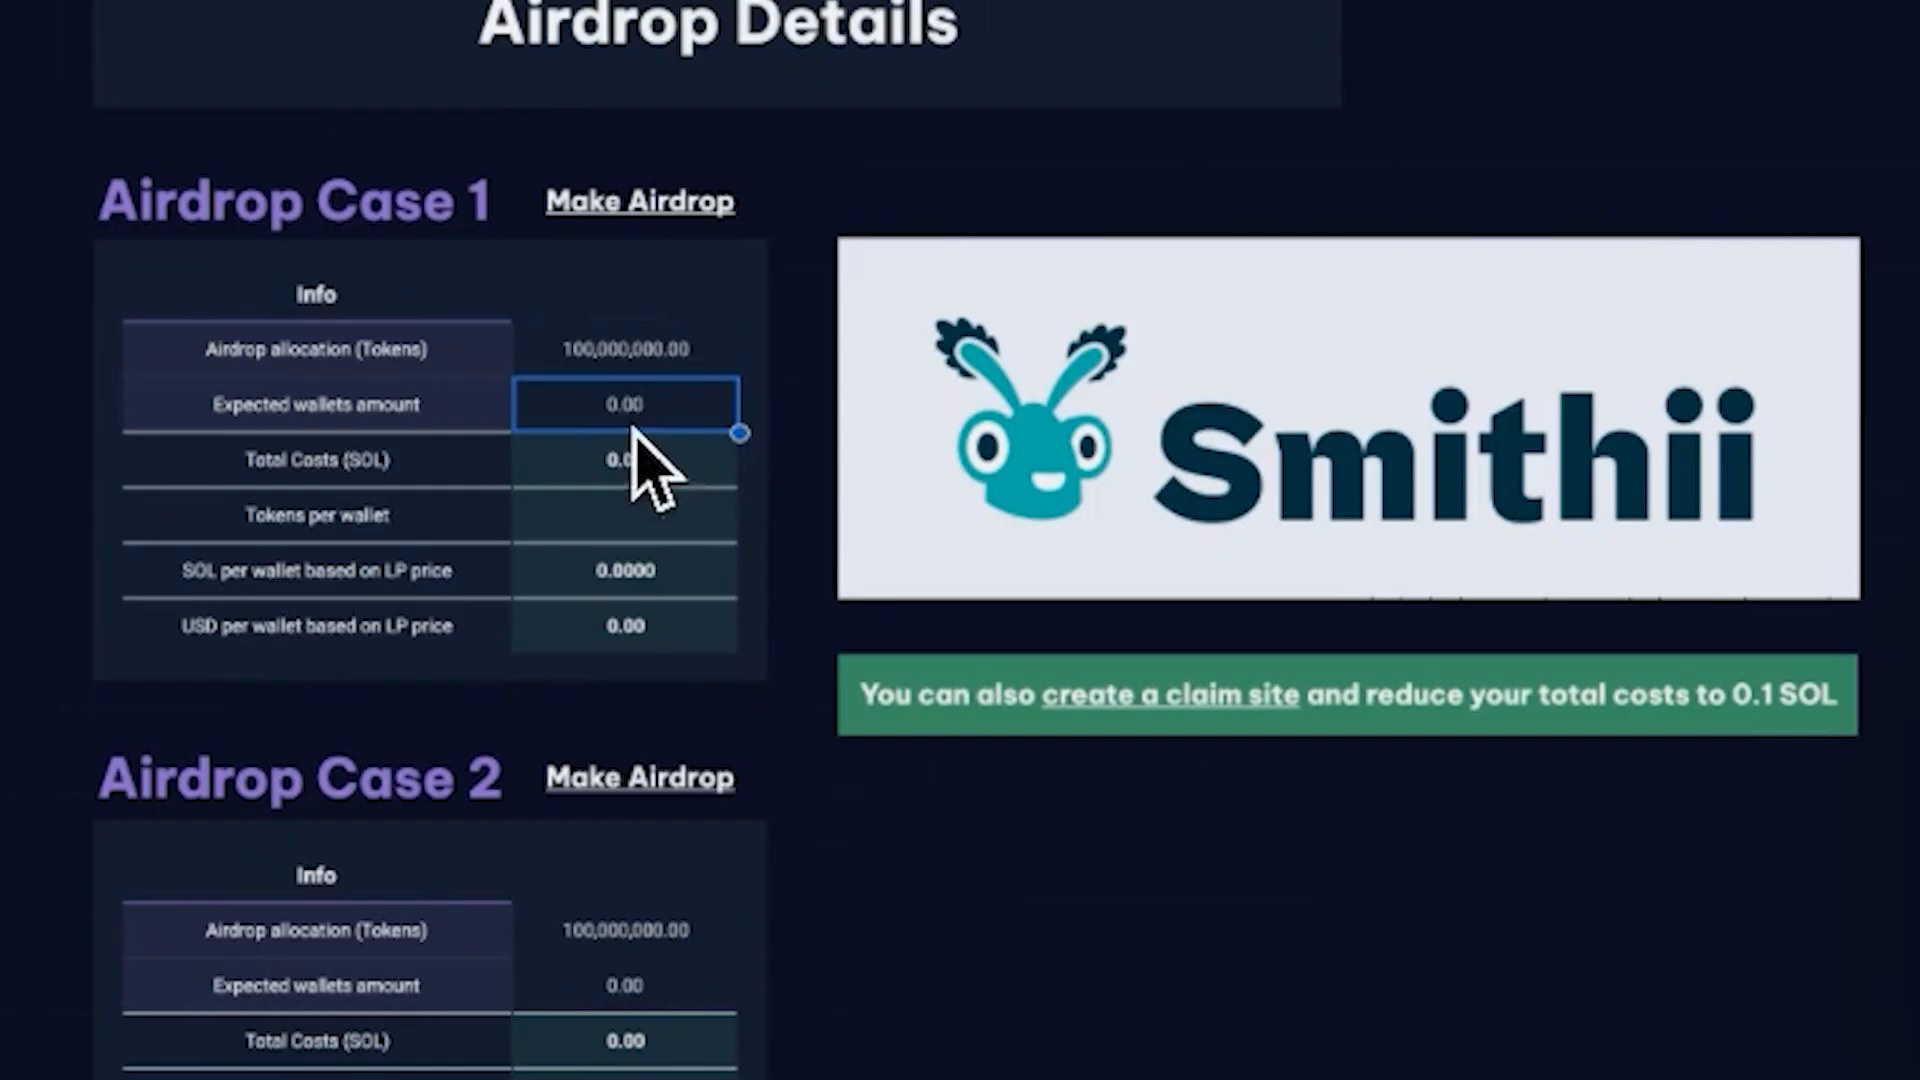 Airdrop Details
Airdrop Case 1
Make Airdrop
Info
Airdrop allocation (Tokens) 100,000,000.00
Expected wallets amount 0.00
Total Costs (SOL)
Tokens per wallet
SOL per wallet based on LP price 0.0000
USD per wallet based on LP price 0.00
Smithii
You can also create a claim site and reduce your total costs to 0.1 SOL
Airdrop Case 2
Make Airdrop
Info
Airdrop allocation (Tokens) 100,000,000.00
Expected wallets amount 0.00
Total Costs (SOL) 0.00